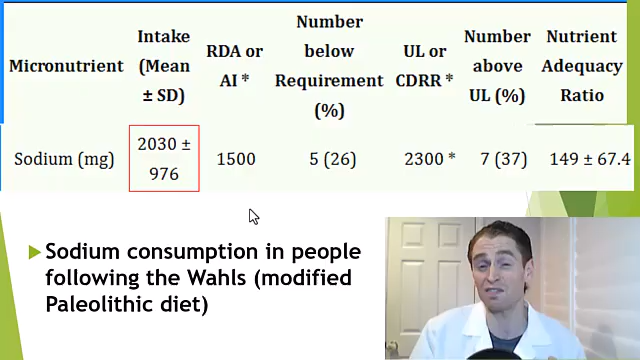 Micronutrient Intake (Mean ± SD) RDA or AI * Number below Requirement (%) UL or CDRR * Number above UL (%) Nutrient Adequacy Ratio
Sodium (mg) 2030 ± 976 1500 5 (26) 2300 * 7 (37) 149 ± 67.4
Sodium consumption in people
following the Wahls (modified
Paleolithic diet)